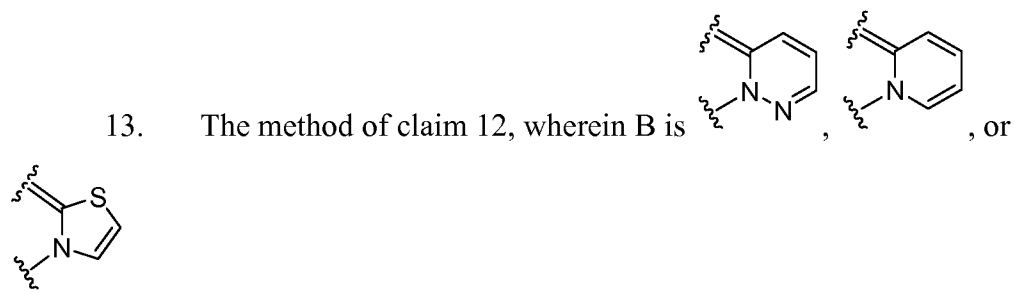 13. The method of claim 12, wherein B is N N , N , or
S N